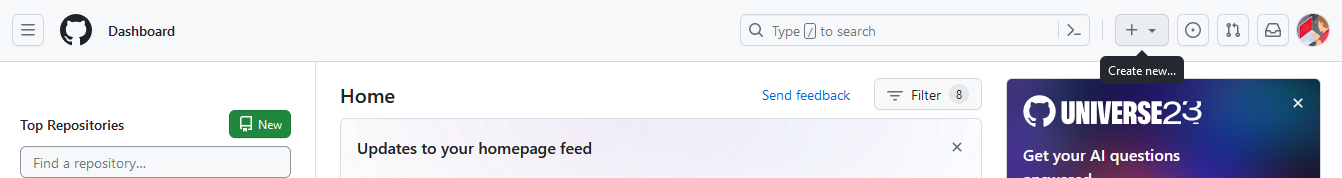 Dashboard
Type / to search
Create new...
Top Repositories
New
Find a repository...
Home
Send feedback
Filter 8
Updates to your homepage feed
UNIVERSE23
Get your AI questions
answered